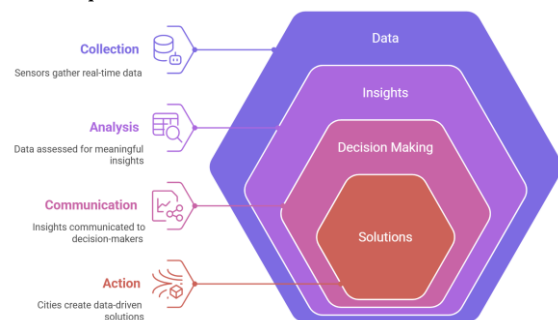 Collection
Sensors gather real-time data
Analysis
Data assessed for meaningful
insights
Communication
Insights communicated to
decision-makers
Action
Cities create data-driven
solutions
Data
Insights
Decision Making
Solutions